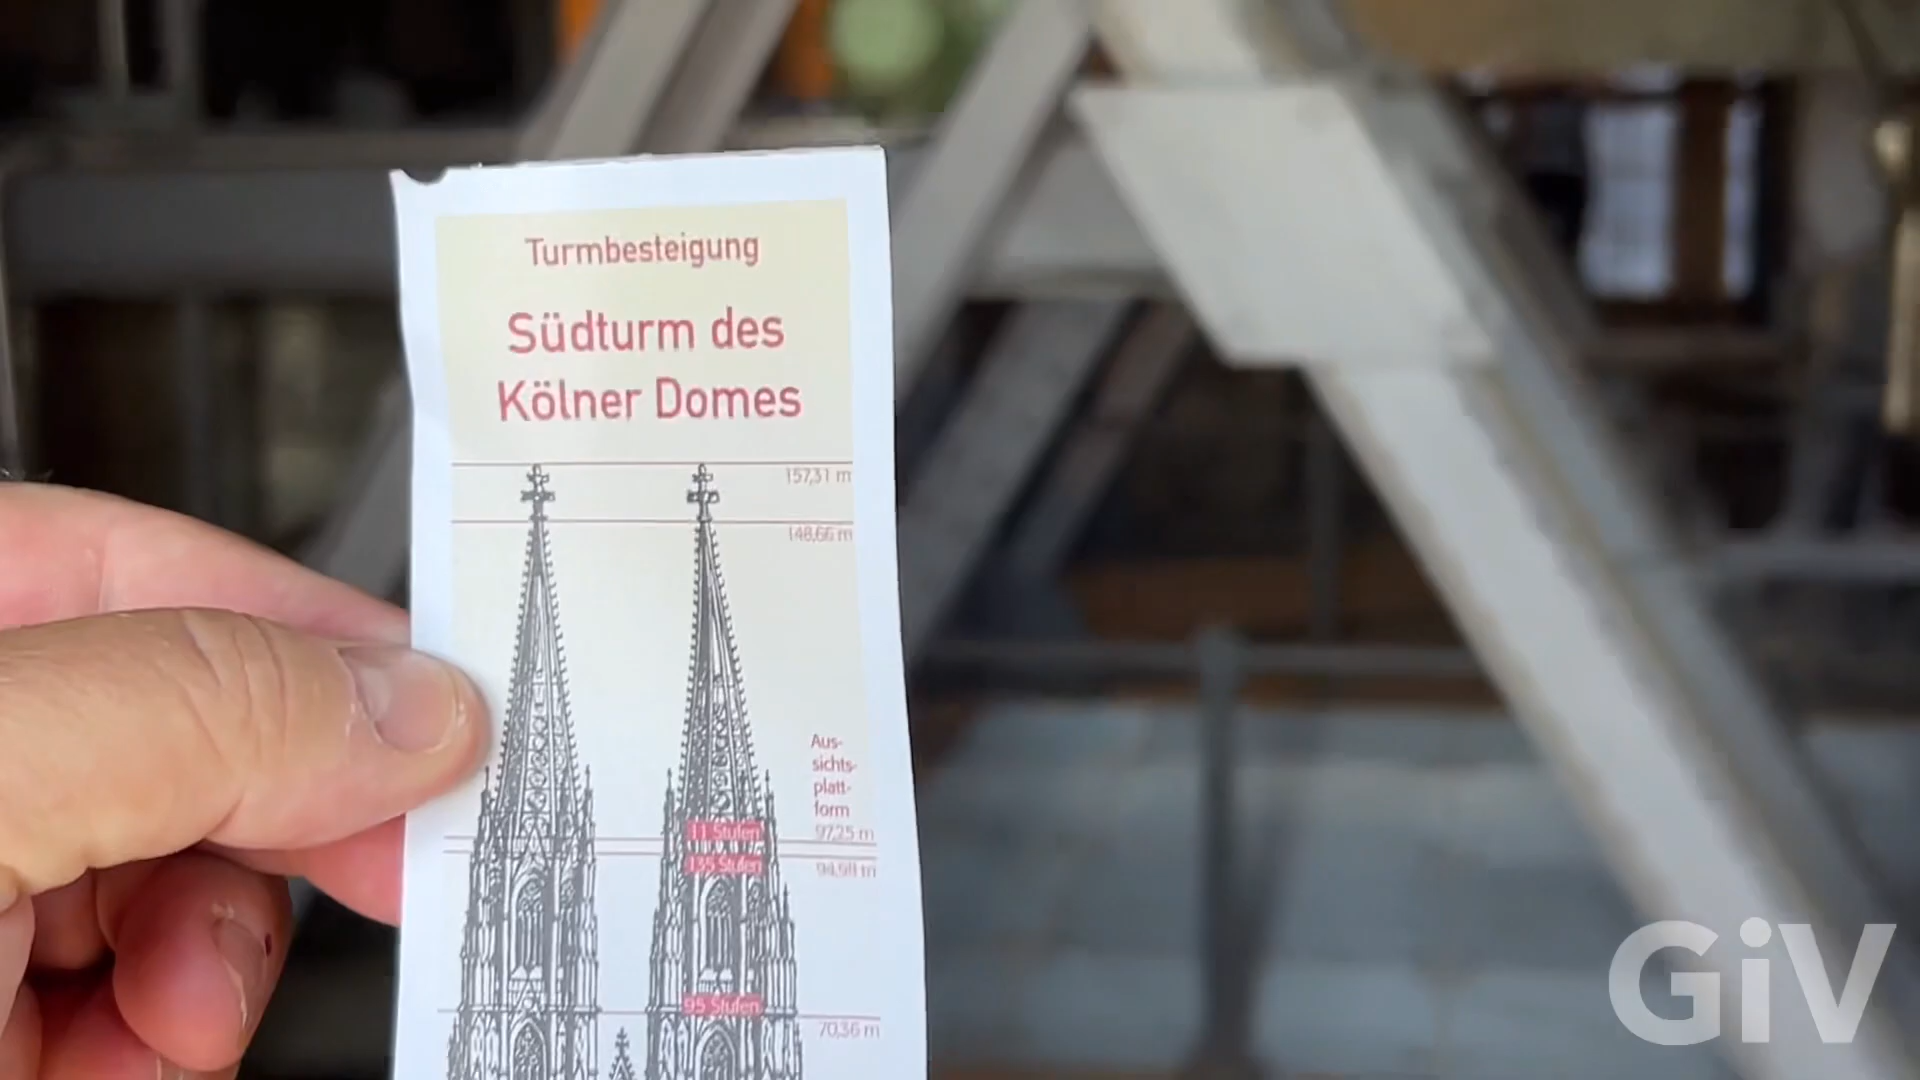 Turmbesteigung
Südturm des
Kölner Domes
157,31 m
148,66 m
Aus-
sichts-
platt-
form
11 Stufen
97,25 m
135 Stufen
94,98 m
95 Stufen
70,36 m
GiV